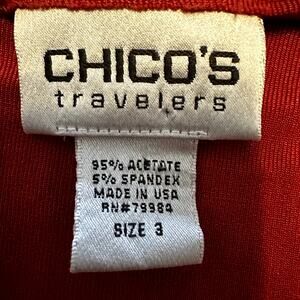 CHICO'S
travelers
95% ACETATE
5% SPANDEX
MADE IN USA
RN#79984
SIZE 3